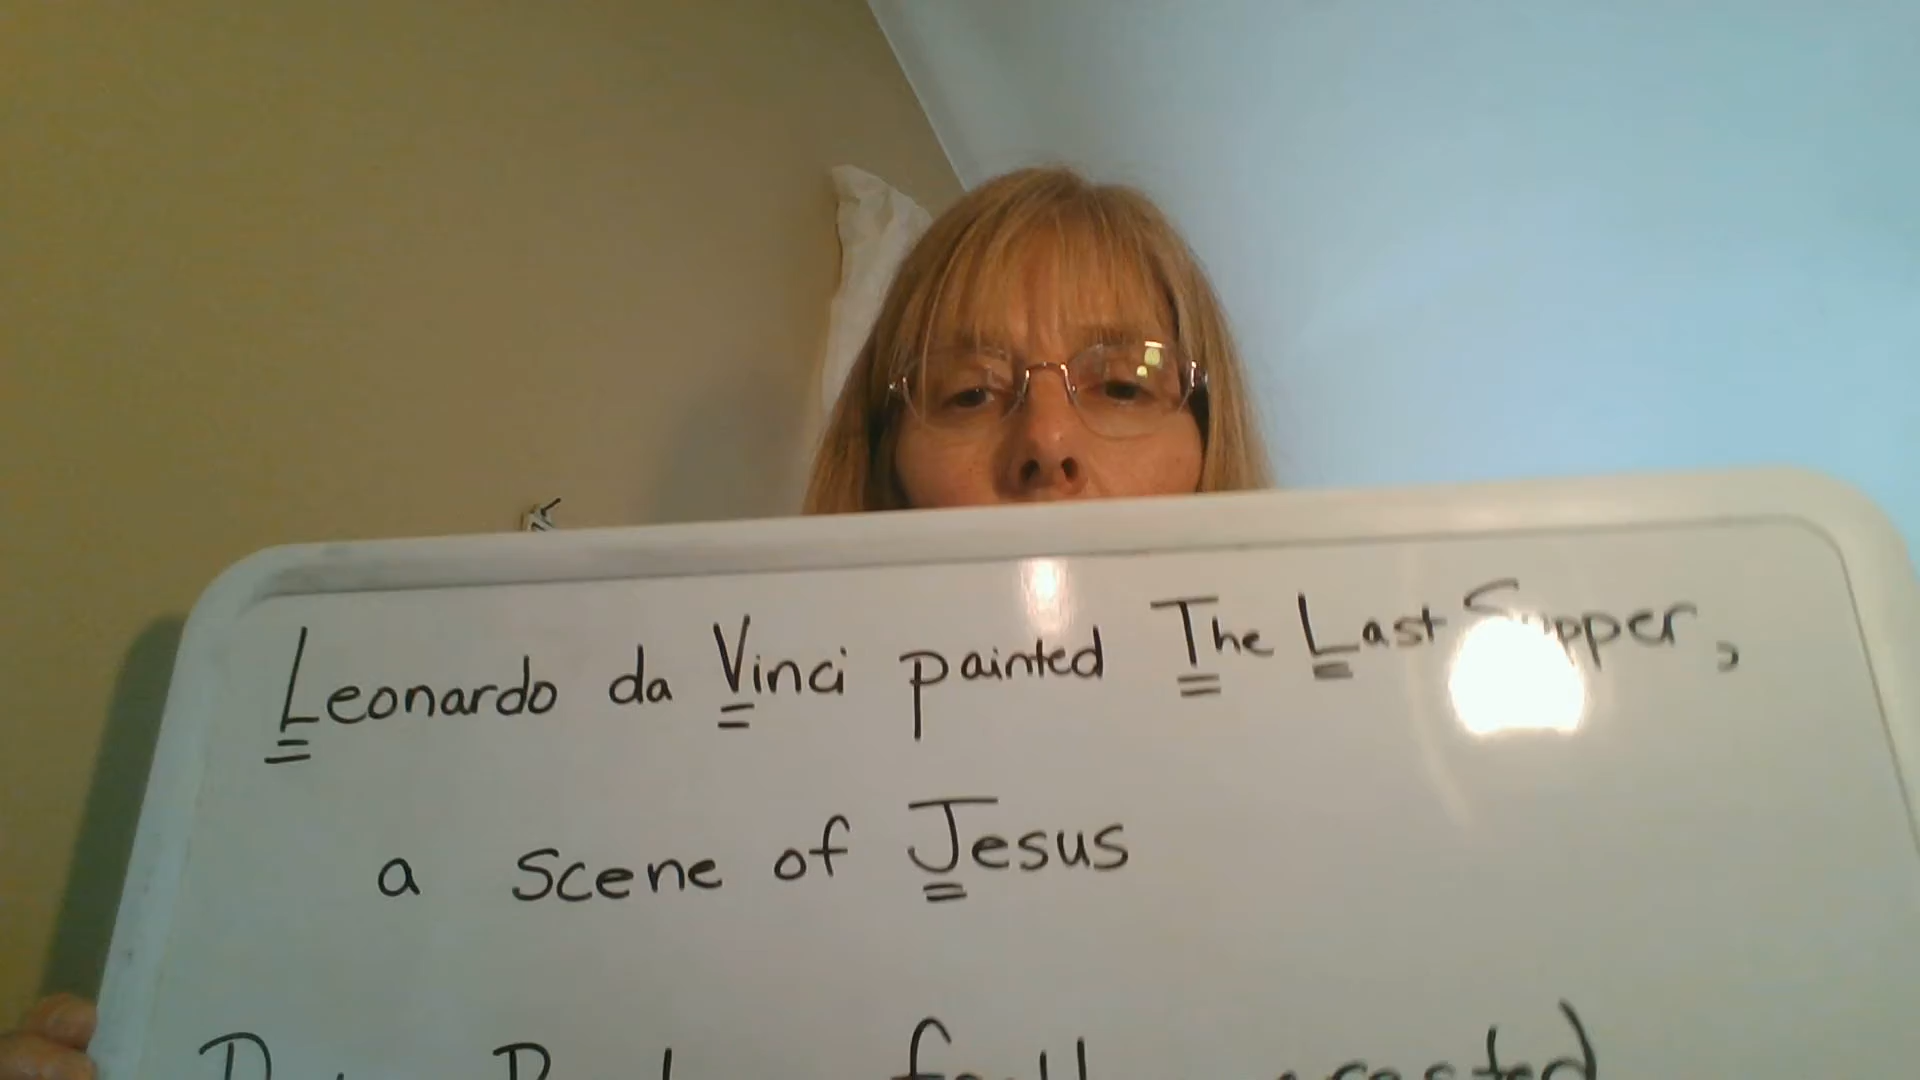 Leonardo da Vinci painted The Last Supper,
a scene of Jesus